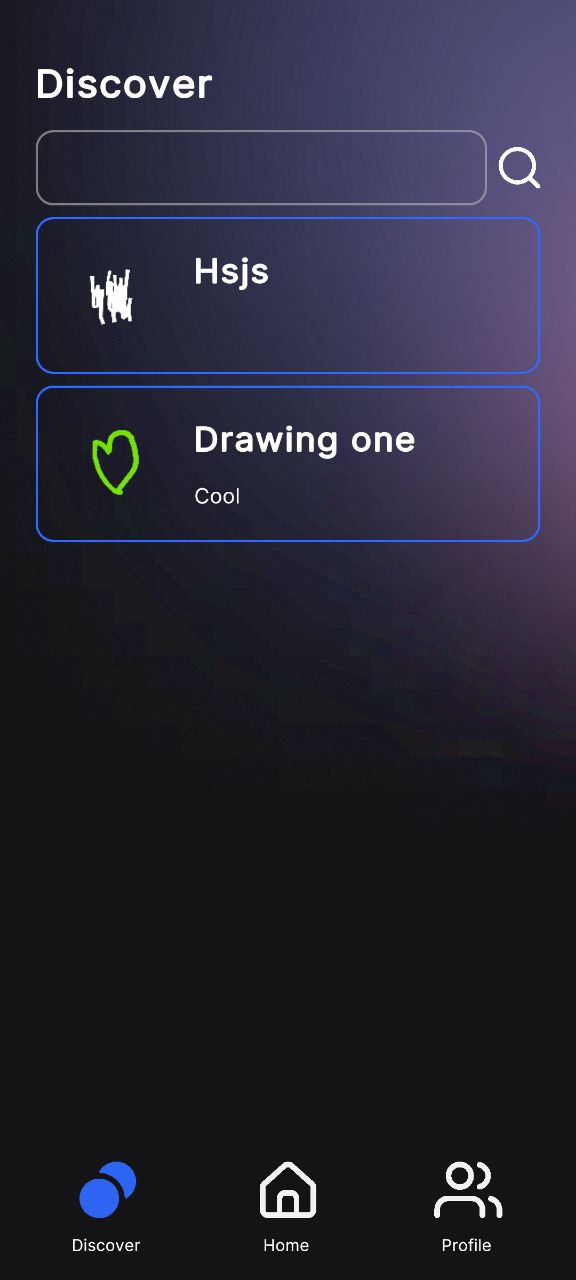 Discover
Hsjs
Drawing one
Cool
Discover
Home
Profile